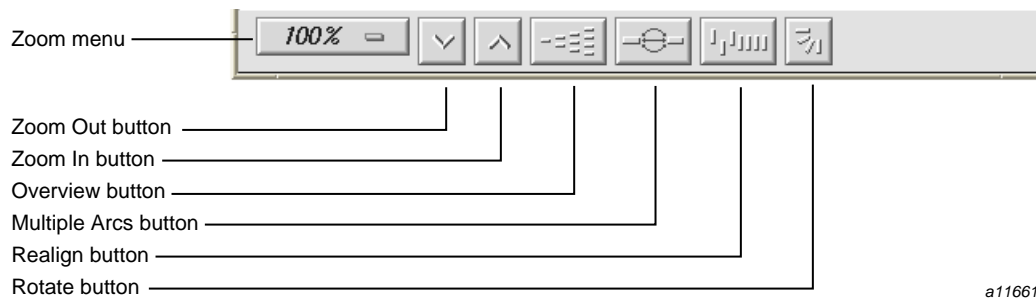 Zoom menu
100%
Zoom Out button
Zoom In button
Overview button
Multiple Arcs button
Realign button
Rotate button
a11661